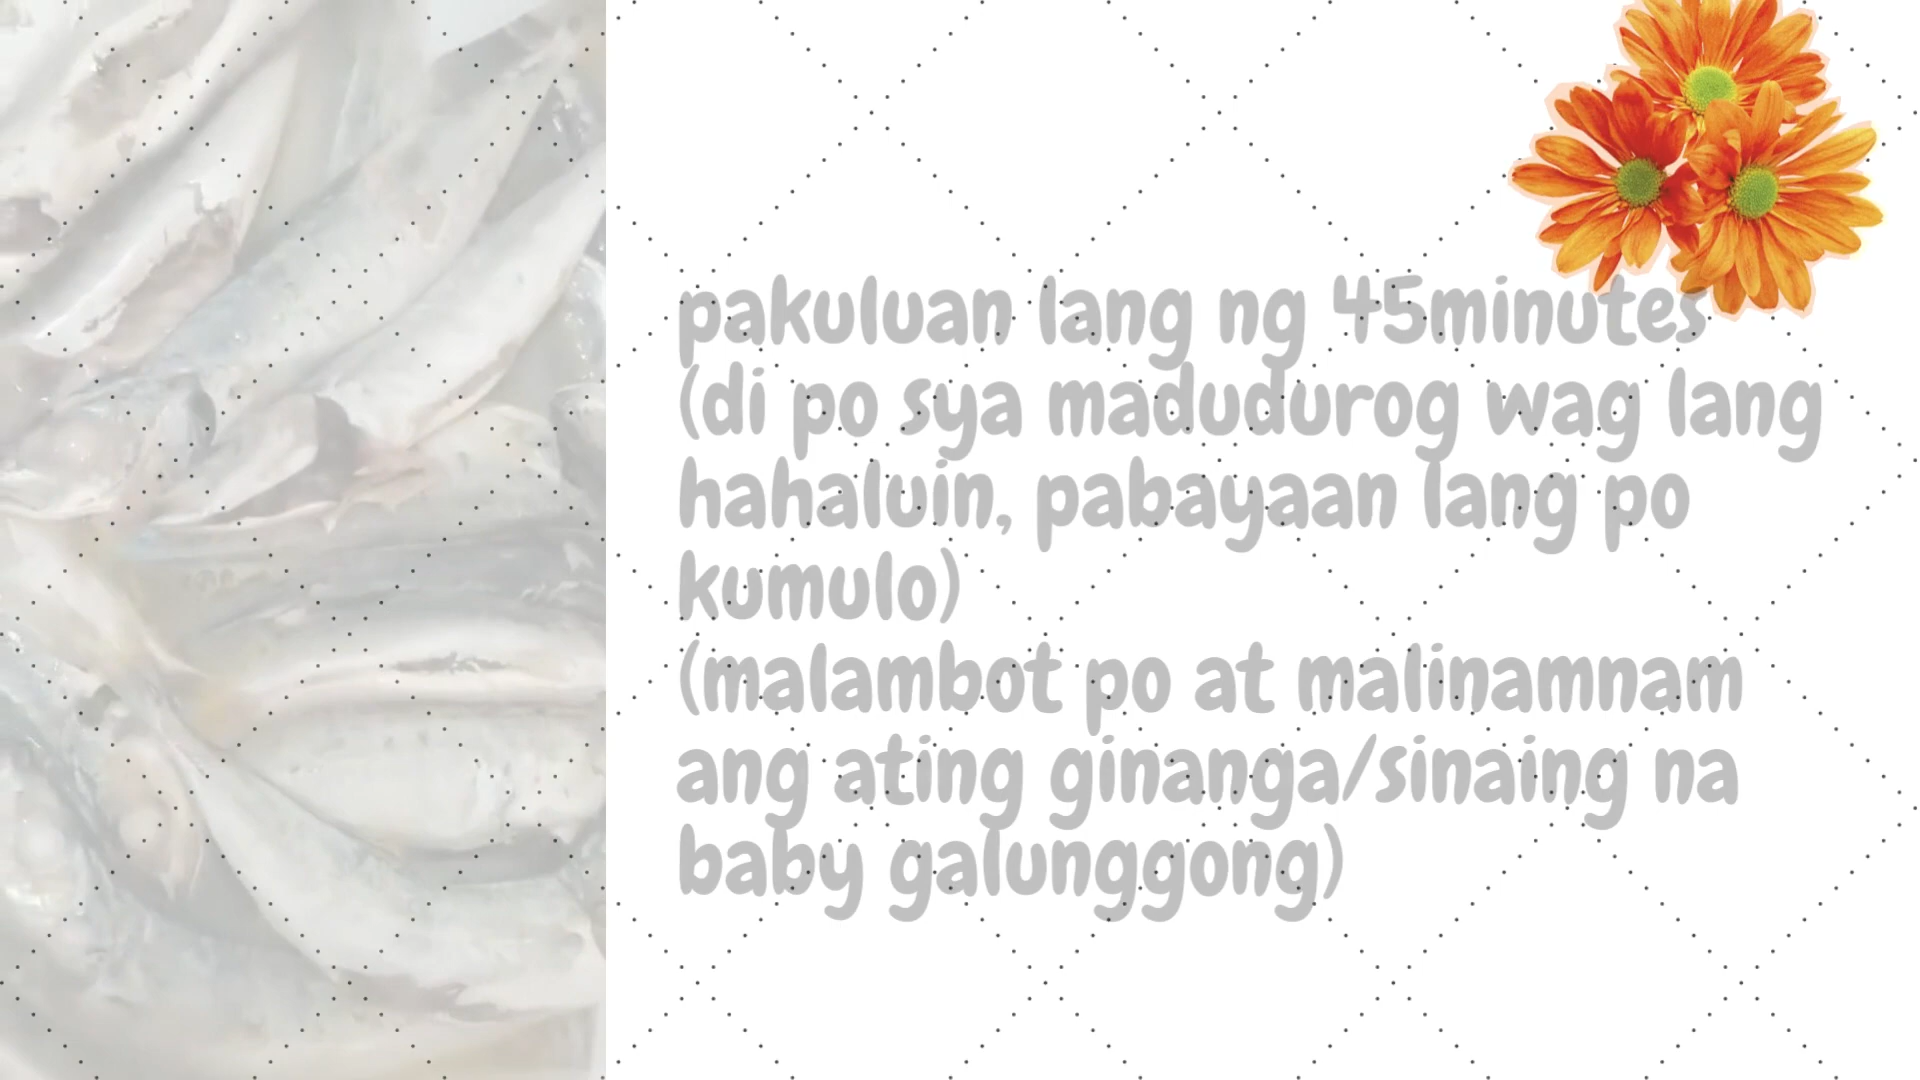 pakuluan lang ng 45minutes
(di po sya madudurog wag lang
hahaluin, pabayaan lang po
kumulo)
(malambot po at malinamnam
ang ating ginanga/sinaing na
baby galunggong)